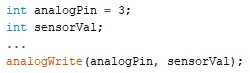 int analogPin = 3;
int sensorVal;
...
analogWrite(analogPin, sensorVal);